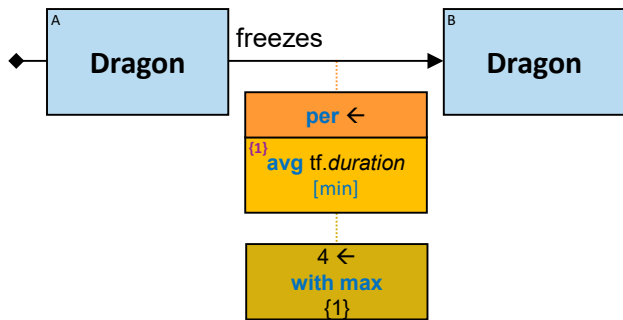 A
Dragon
freezes
B
Dragon
per ←
{1}
avg tf.duration
[min]
4 ←
with max
{1}